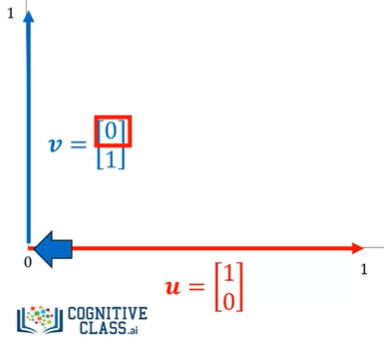 1
v = [0
1]
0
1
u = [1
0]
COGNITIVE
CLASS.ai